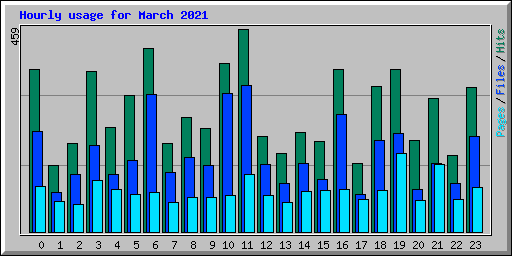 Hourly usage for March 2021
459
Pages / Files / Hits
0 1 2 3 4 5 6 7 8 9 10 11 12 13 14 15 16 17 18 19 20 21 22 23